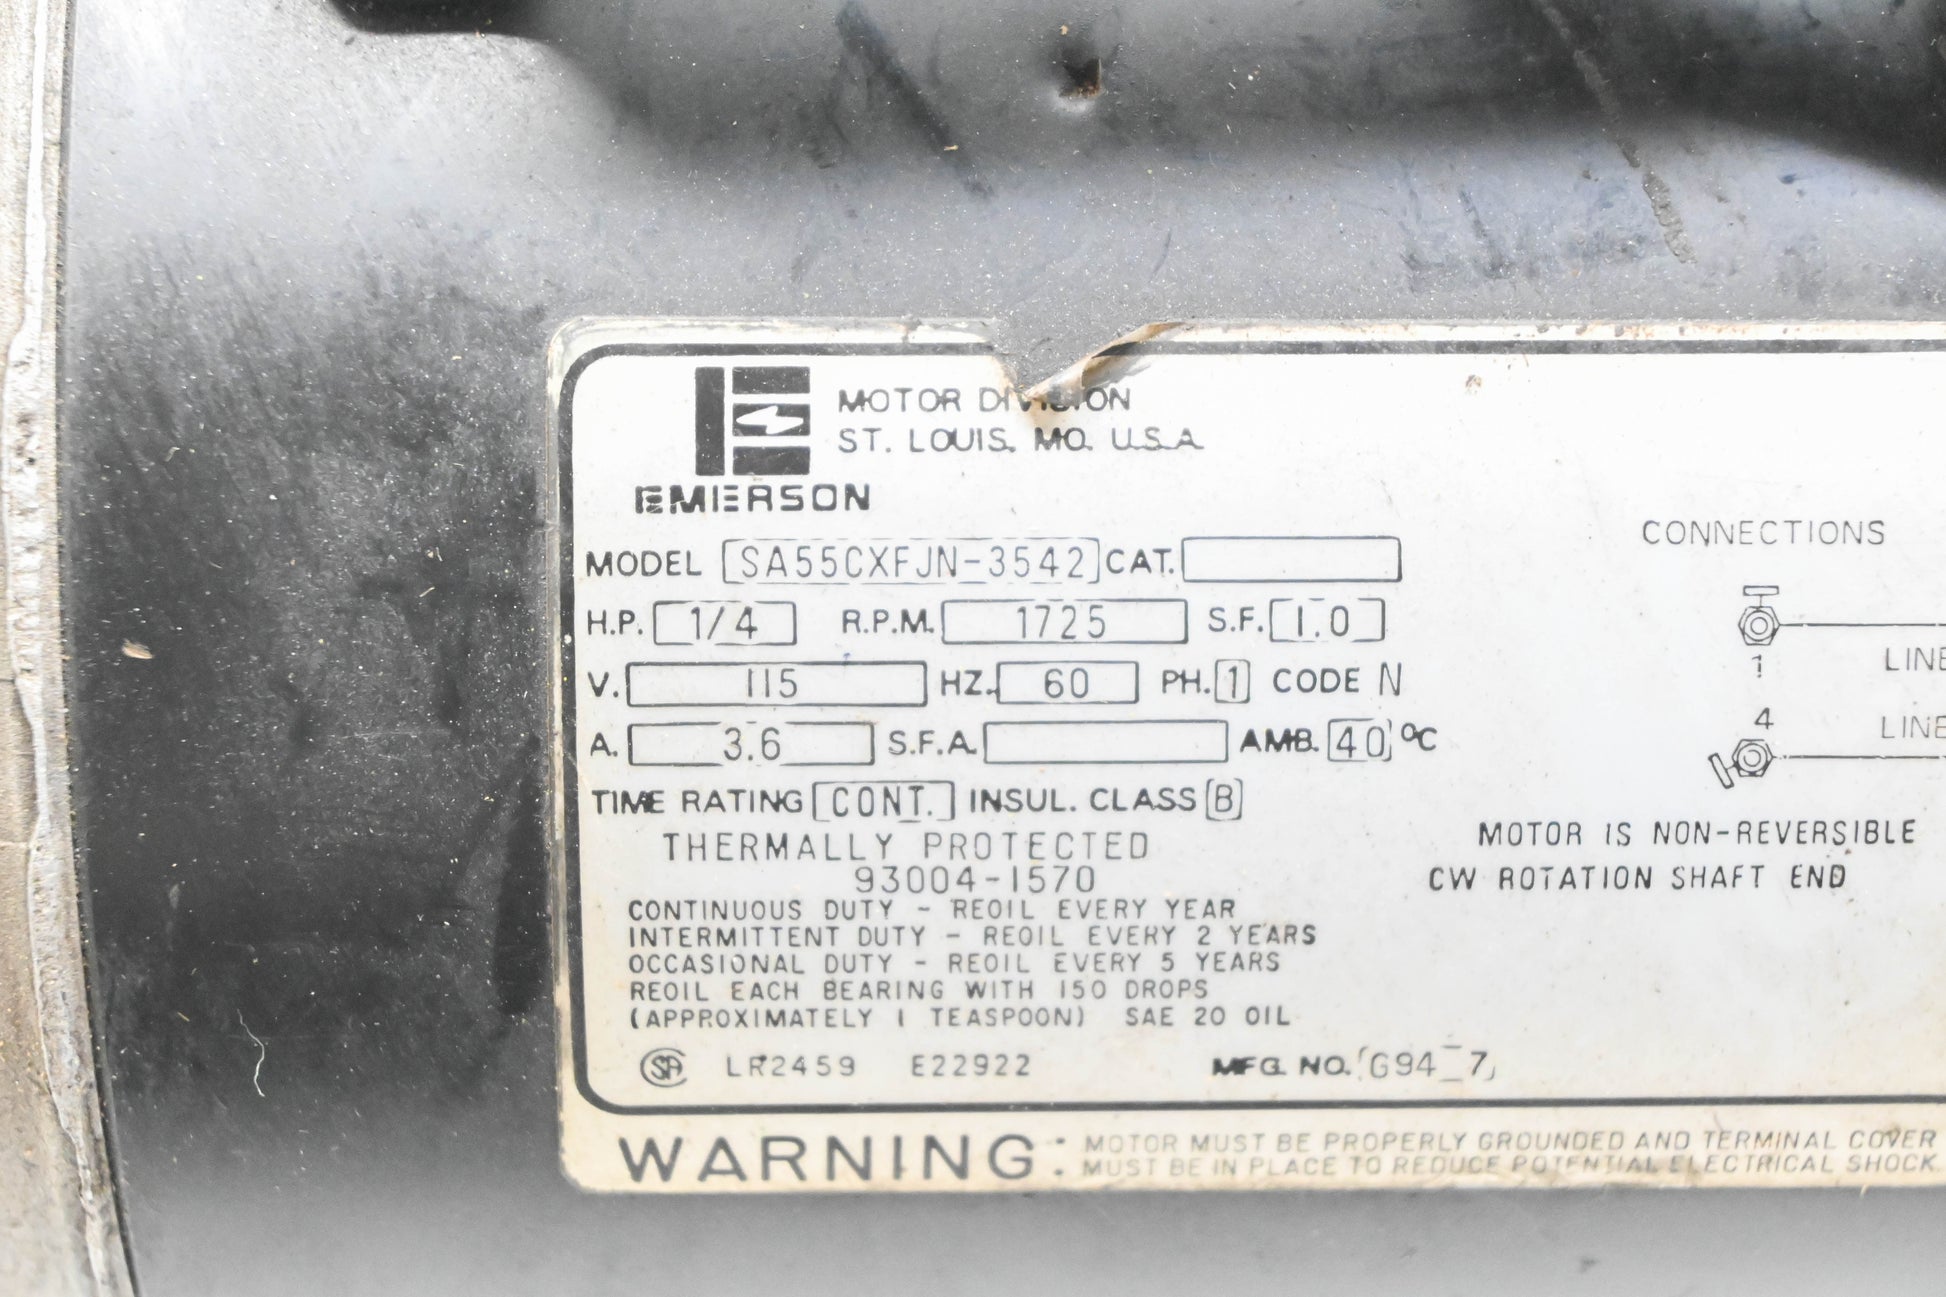 MOTOR DIVISION
ST. LOUIS, MO. U.S.A.
EMERSON
MODEL SA55CXFJN-3542 CAT.
H.P. 1/4 R.P.M. 1725 S.F. 1.0
V. 115 HZ. 60 PH. 1 CODE N
A. 3.6 S.F.A. AMB. 40 °C
TIME RATING CONT. INSUL. CLASS B
THERMALLY PROTECTED
93004-1570
CONTINUOUS DUTY - REOIL EVERY YEAR
INTERMITTENT DUTY - REOIL EVERY 2 YEARS
OCCASIONAL DUTY - REOIL EVERY 5 YEARS
REOIL EACH BEARING WITH 150 DROPS
(APPROXIMATELY 1 TEASPOON) SAE 20 OIL
SA LR2459 E22922 MFG. NO. G94 7
CONNECTIONS
1 LINE
4 LINE
MOTOR IS NON-REVERSIBLE
CW ROTATION SHAFT END
WARNING: MOTOR MUST BE PROPERLY GROUNDED AND TERMINAL COVER
MUST BE IN PLACE TO REDUCE POTENTIAL ELECTRICAL SHOCK.